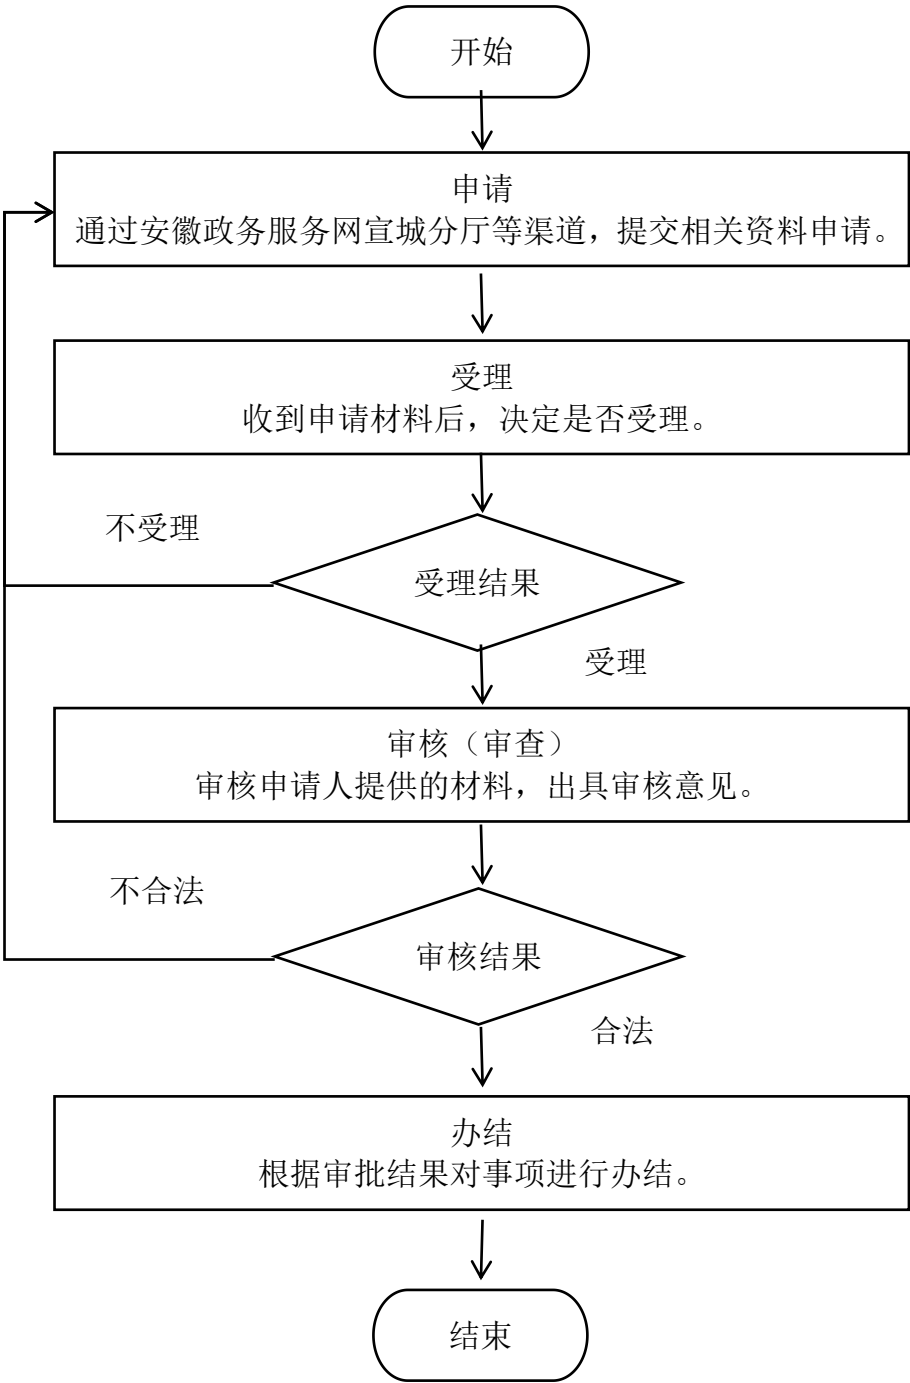 开始
申请
通过安徽政务服务网宣城分厅等渠道，提交相关资料申请。
受理
收到申请材料后，决定是否受理。
不受理
受理结果
受理
审核（审查）
审核申请人提供的材料，出具审核意见。
不合法
审核结果
合法
办结
根据审批结果对事项进行办结。
结束